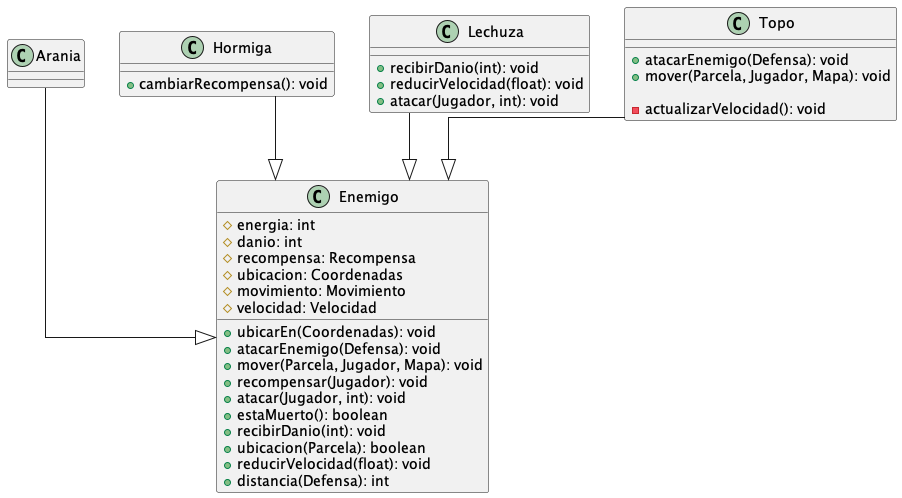 C Arania
C Hormiga
cambiarRecompensa(): void
C Lechuza
recibirDanio(int): void
reducirVelocidad(float): void
atacar(Jugador, int): void
C Topo
atacarEnemigo(Defensa): void
mover(Parcela, Jugador, Mapa): void
actualizarVelocidad(): void
C Enemigo
energia: int
danio: int
recompensa: Recompensa
ubicacion: Coordenadas
movimiento: Movimiento
velocidad: Velocidad
ubicarEn(Coordenadas): void
atacarEnemigo(Defensa): void
mover(Parcela, Jugador, Mapa): void
recompensar(Jugador): void
atacar(Jugador, int): void
estaMuerto(): boolean
recibirDanio(int): void
ubicacion(Parcela): boolean
reducirVelocidad(float): void
distancia(Defensa): int